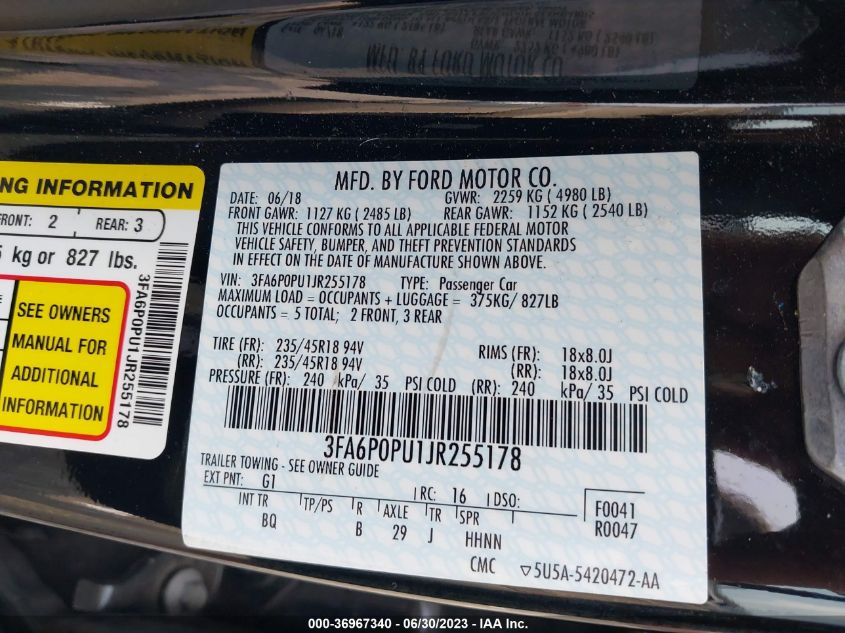 MFD. BY FORD MOTOR CO.
NG INFORMATION
FRONT: 2 REAR: 3
kg or 827 lbs.
SEE OWNERS
MANUAL FOR
ADDITIONAL
INFORMATION
3FA6P0PU1JR255178
MFD. BY FORD MOTOR CO.
DATE: 06/18 GVWR: 2259 KG ( 4980 LB)
FRONT GAWR: 1127 KG ( 2485 LB) REAR GAWR: 1152 KG ( 2540 LB)
THIS VEHICLE CONFORMS TO ALL APPLICABLE FEDERAL MOTOR
VEHICLE SAFETY, BUMPER, AND THEFT PREVENTION STANDARDS
IN EFFECT ON THE DATE OF MANUFACTURE SHOWN ABOVE.
VIN: 3FA6P0PU1JR255178 TYPE: Passenger Car
MAXIMUM LOAD = OCCUPANTS + LUGGAGE = 375KG/ 827LB
OCCUPANTS = 5 TOTAL; 2 FRONT, 3 REAR
TIRE (FR): 235/45R18 94V RIMS (FR): 18x8.0J
(RR): 235/45R18 94V (RR): 18x8.0J
PRESSURE (FR): 240 kPa/ 35 PSI COLD (RR): 240 kPa/ 35 PSI COLD
3FA6P0PU1JR255178
TRAILER TOWING - SEE OWNER GUIDE
EXT PNT: G1 RC: 16 DSO: F0041
INT TR TP/PS R AXLE TR SPR R0047
BQ B 29 J HHNN
CMC ▽5U5A-5420472-AA
000-36967340 - 06/30/2023 - IAA Inc.